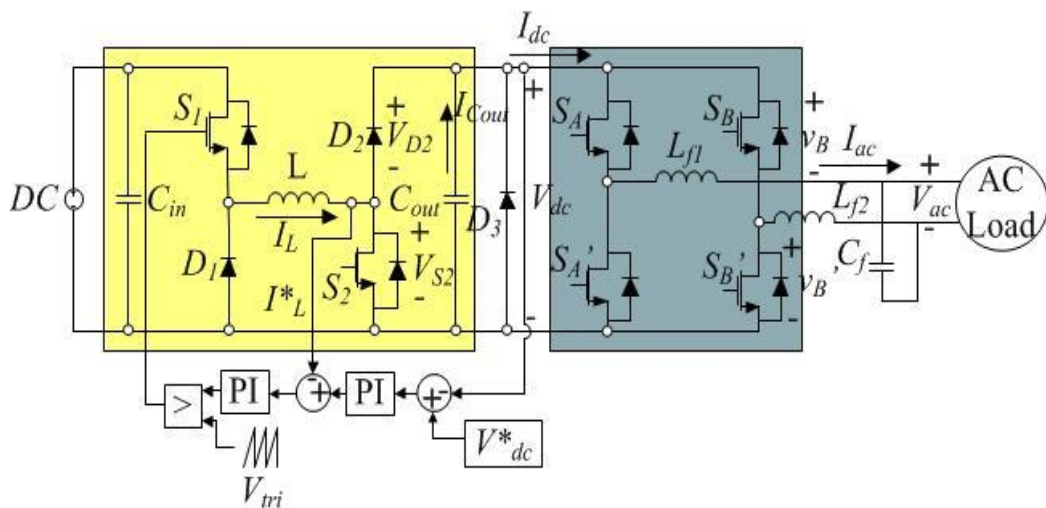 I_dc
S_1
D_2
+
V_D2
-
I_Cout
+
S_A
S_B
+
v_B
-
I_ac
+
L_f1
DC
C_in
L
I_L
C_out
D_3
V_dc
L_f2
V_ac
-
AC
Load
D_1
I*_L
S_2
+
V_S2
-
S_A'
S_B'
+
v_B'
-
C_f
-
>
PI
- +
PI
+ -
V_tri
V*_dc